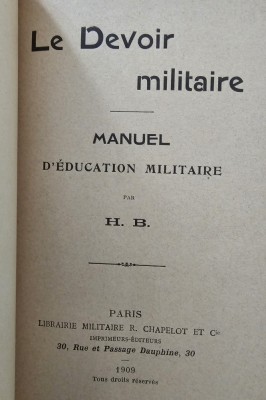 Le Devoir
militaire
MANUEL
D'ÉDUCATION MILITAIRE
PAR
H. B.
PARIS
LIBRAIRIE MILITAIRE R. CHAPELOT ET Cie
IMPRIMEURS-ÉDITEURS
30, Rue et Passage Dauphine, 30
1909
Tous droits réservés